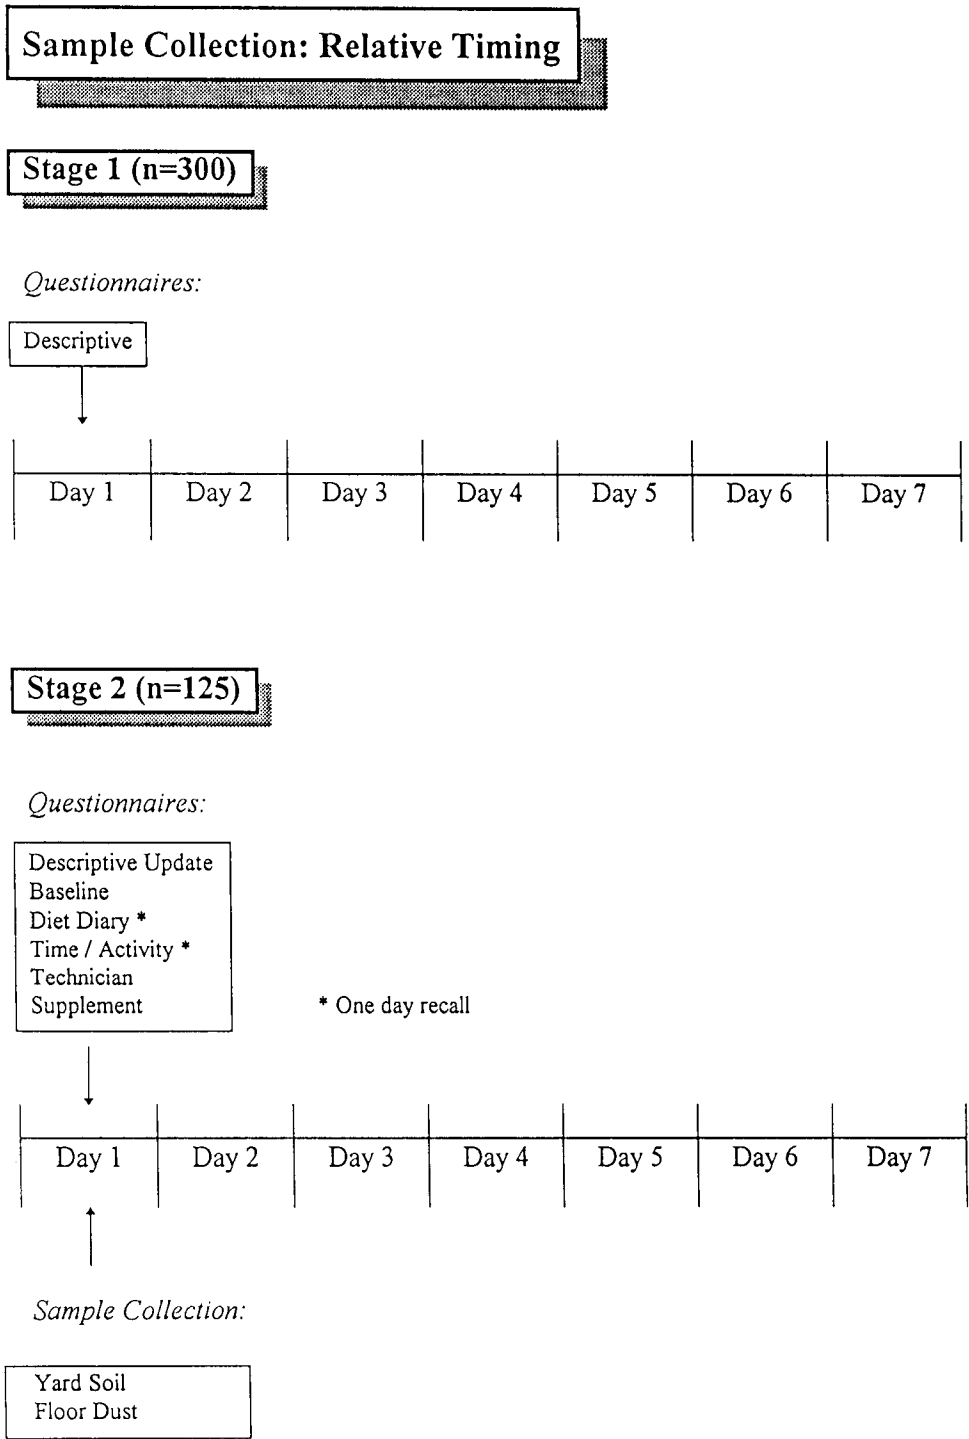 Sample Collection: Relative Timing
Stage 1 (n=300)
Questionnaires:
Descriptive
Day 1 Day 2 Day 3 Day 4 Day 5 Day 6 Day 7
Stage 2 (n=125)
Questionnaires:
Descriptive Update
Baseline
Diet Diary *
Time / Activity *
Technician
Supplement * One day recall
Day 1 Day 2 Day 3 Day 4 Day 5 Day 6 Day 7
Sample Collection:
Yard Soil
Floor Dust